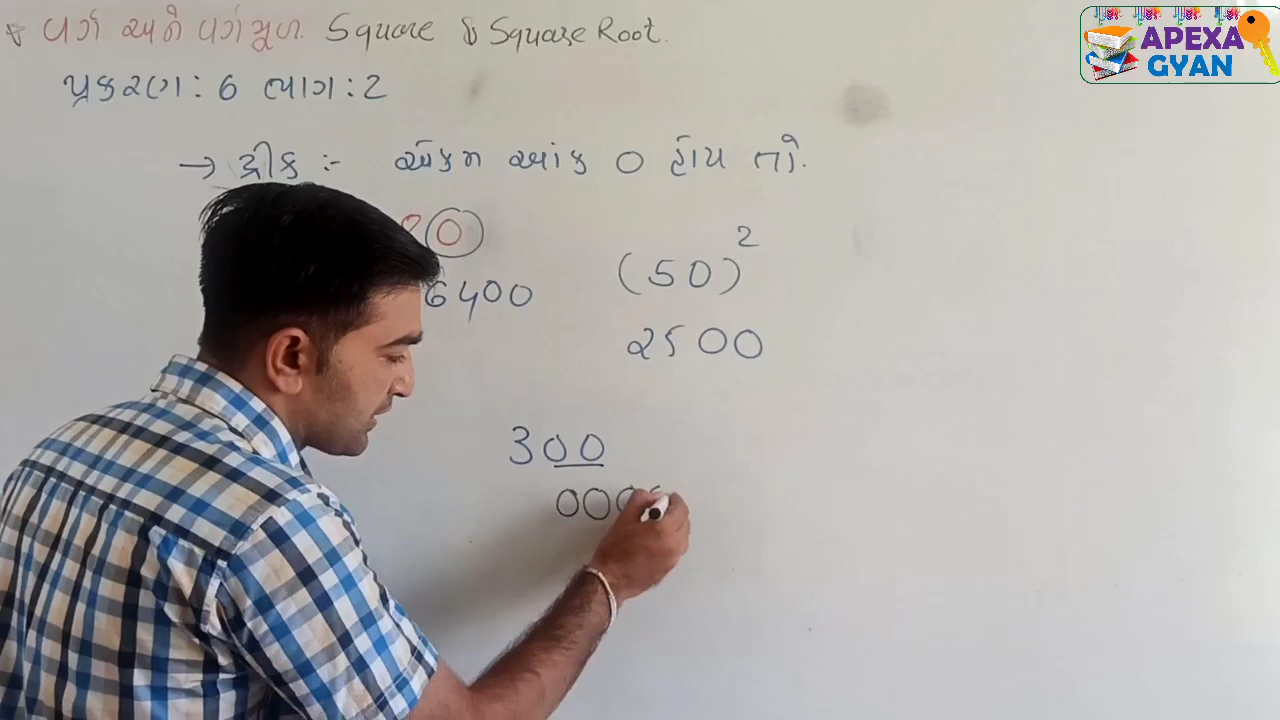 વર્ગ અને વર્ગમૂળ. Square & Square Root.
પ્રકરણ : 6 ભાગ : 2
→ ટ્રીક :- એકમ આંક 0 હોય તો.
80
6400
(50)²
2500
300
0000
APEXA
GYAN